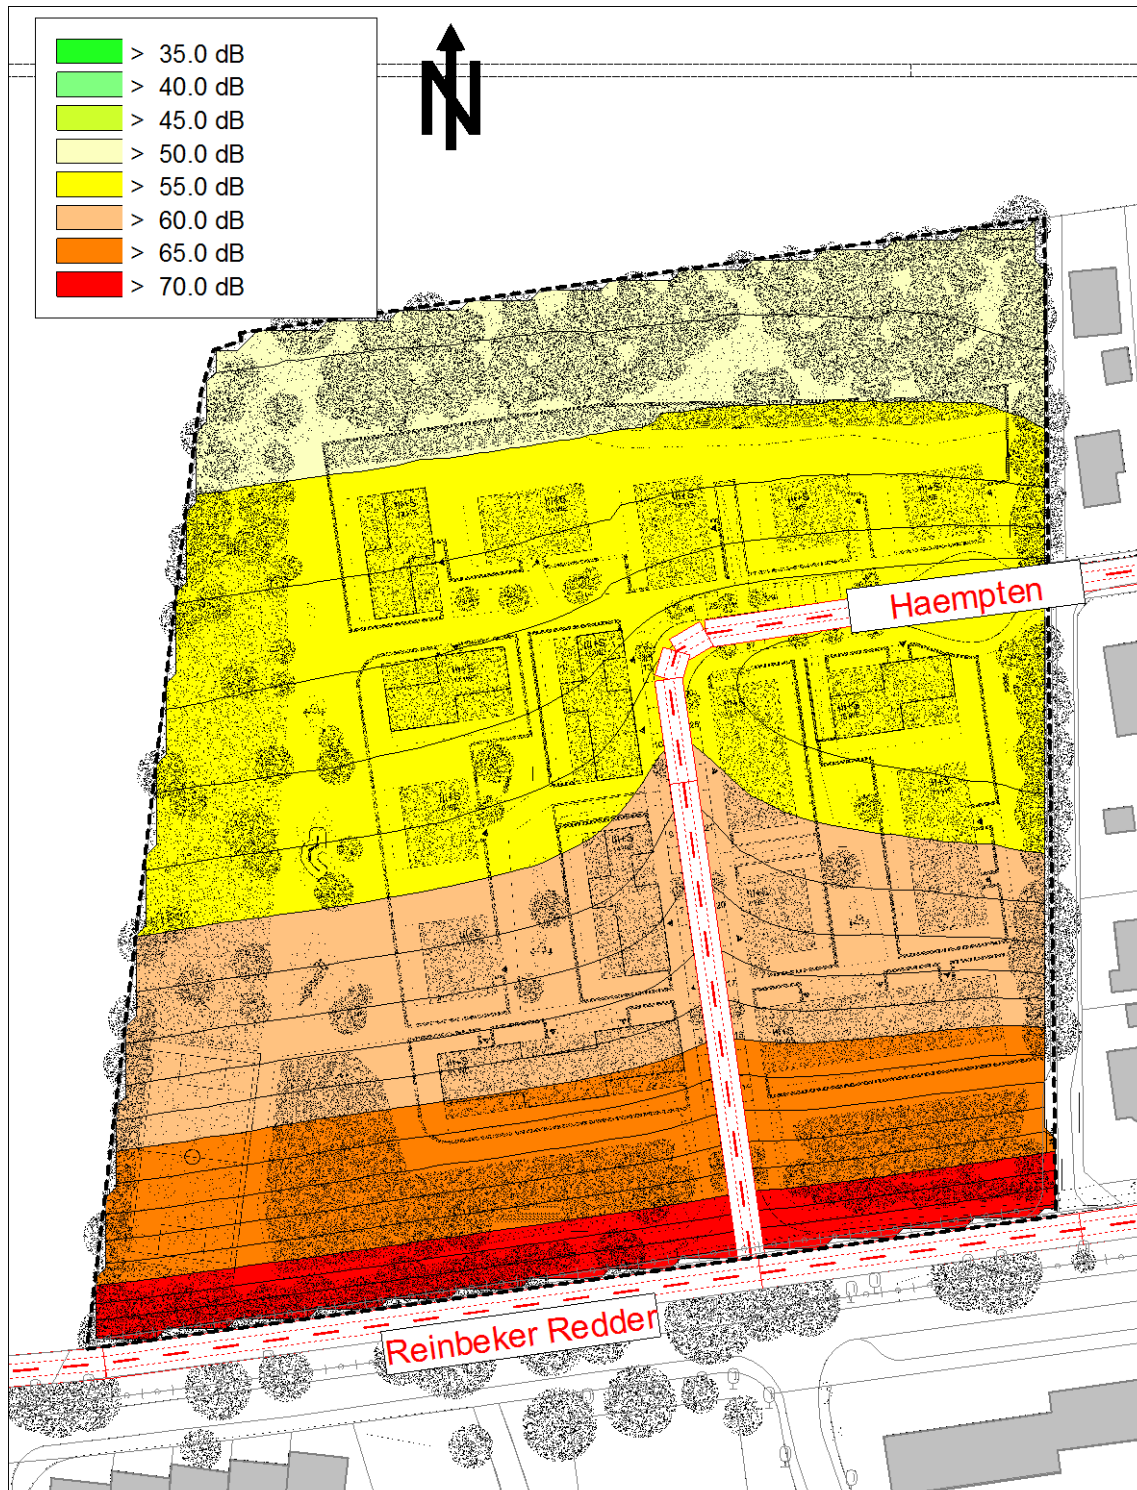 > 35.0 dB
> 40.0 dB
> 45.0 dB
> 50.0 dB
> 55.0 dB
> 60.0 dB
> 65.0 dB
> 70.0 dB
N
Haempten
Reinbeker Redder